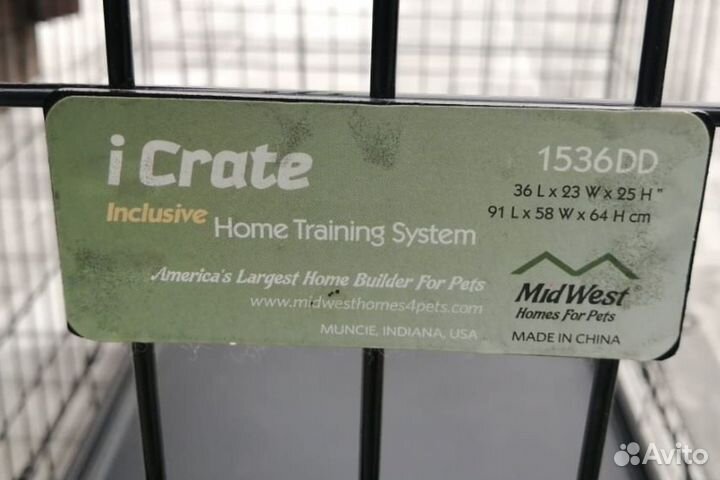 i Crate
Inclusive Home Training System
America's Largest Home Builder For Pets
www.midwesthomes4pets.com
MUNCIE, INDIANA, USA
1536DD
36 L x 23 W x 25 H "
91 L x 58 W x 64 H cm
MidWest
Homes For Pets
MADE IN CHINA
Avito